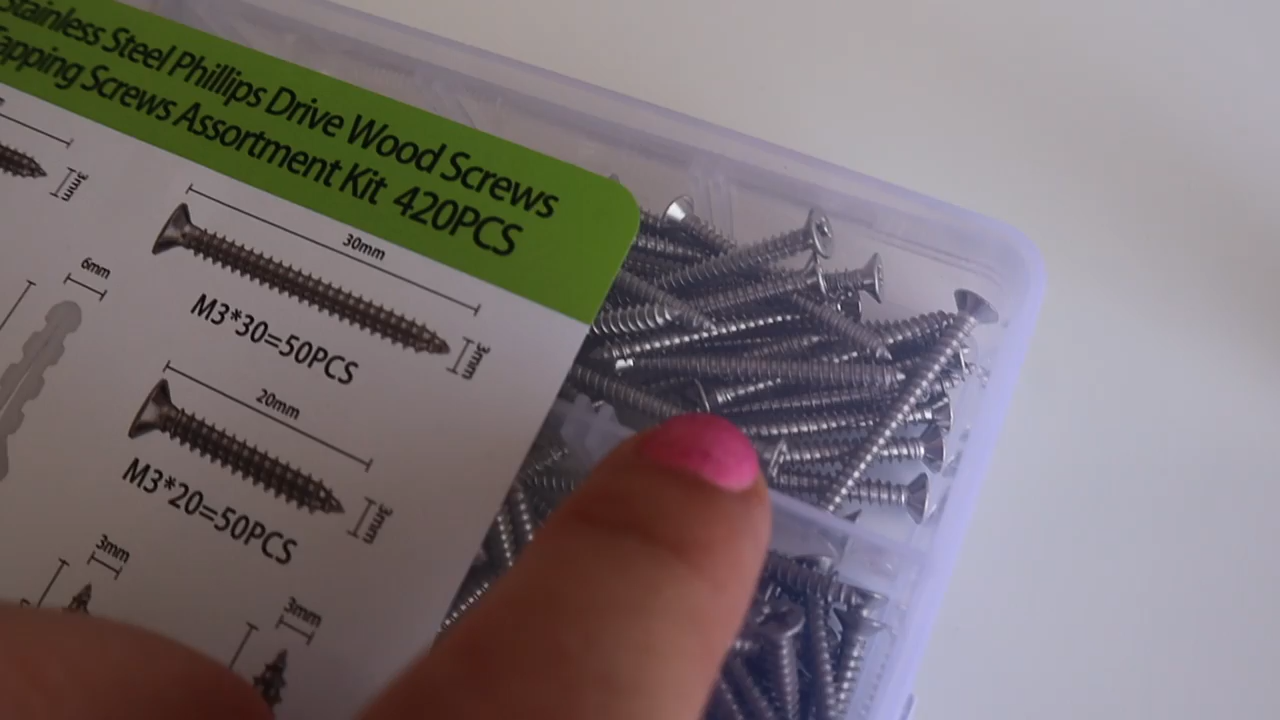 Stainless Steel Phillips Drive Wood Screws
Tapping Screws Assortment Kit 420PCS
3mm
30mm
3mm
M3*30=50PCS
6mm
20mm
3mm
M3*20=50PCS
3mm
3mm